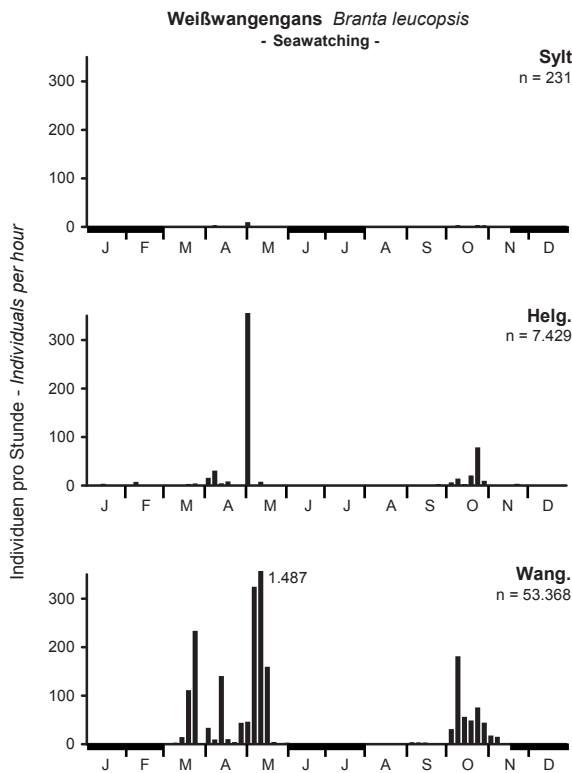 Weißwangengans Branta leucopsis
- Seawatching -
Individuen pro Stunde - Individuals per hour
Sylt
n = 231
300
200
100
0
J F M A M J J A S O N D
Helg.
n = 7.429
300
200
100
0
J F M A M J J A S O N D
Wang.
n = 53.368
1.487
300
200
100
0
J F M A M J J A S O N D